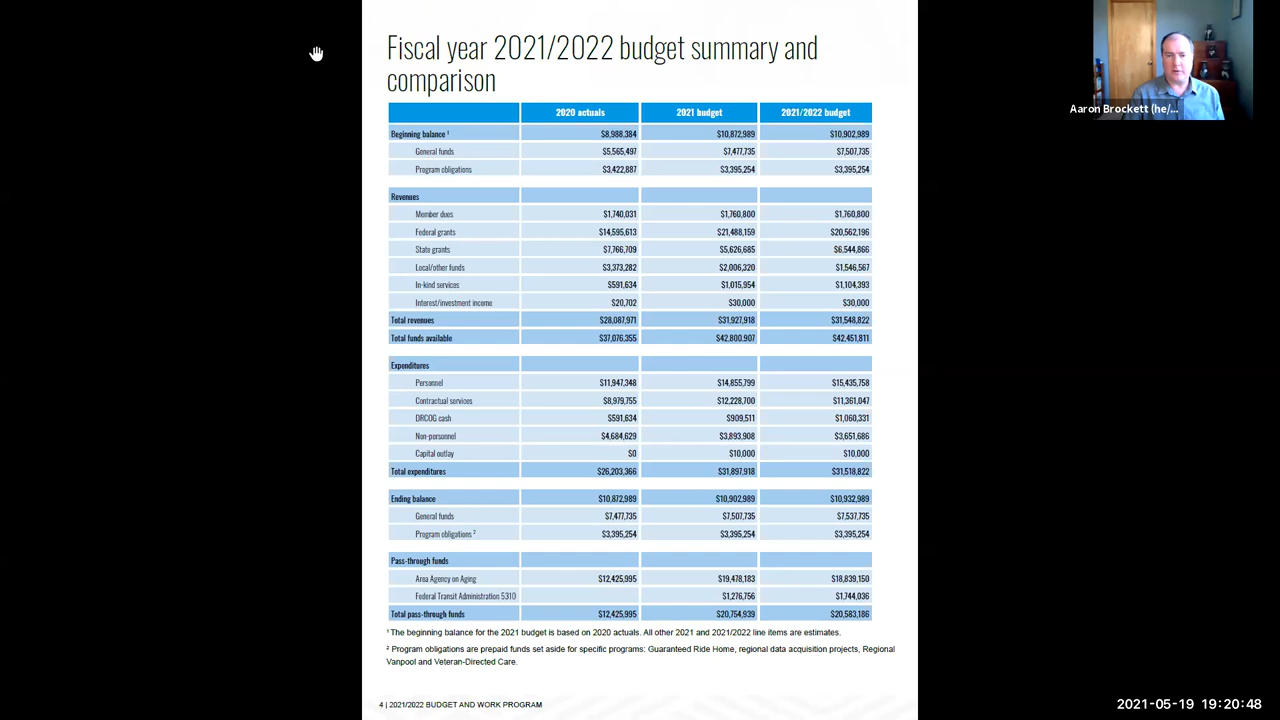 Fiscal year 2021/2022 budget summary and
comparison
2020 actuals 2021 budget 2021/2022 budget
Beginning balance ¹ $8,988,384 $10,872,989 $10,902,989
General funds $5,565,497 $7,477,735 $7,507,735
Program obligations $3,422,887 $3,395,254 $3,395,254
Revenues
Member dues $1,740,031 $1,760,800 $1,760,800
Federal grants $14,595,613 $21,488,159 $20,562,196
State grants $7,766,709 $5,626,685 $6,544,866
Local/other funds $3,373,282 $2,006,320 $1,546,567
In-kind services $591,634 $1,015,954 $1,104,393
Interest/investment income $20,702 $30,000 $30,000
Total revenues $28,087,971 $31,927,918 $31,548,822
Total funds available $37,076,355 $42,800,907 $42,451,811
Expenditures
Personnel $11,947,348 $14,855,799 $15,435,758
Contractual services $8,979,755 $12,228,700 $11,361,047
DRCOG cash $591,634 $909,511 $1,060,331
Non-personnel $4,684,629 $3,893,908 $3,651,686
Capital outlay $0 $10,000 $10,000
Total expenditures $26,203,366 $31,897,918 $31,518,822
Ending balance $10,872,989 $10,902,989 $10,932,989
General funds $7,477,735 $7,507,735 $7,537,735
Program obligations ² $3,395,254 $3,395,254 $3,395,254
Pass-through funds
Area Agency on Aging $12,425,995 $19,478,183 $18,839,150
Federal Transit Administration 5310 $1,276,756 $1,744,036
Total pass-through funds $12,425,995 $20,754,939 $20,583,186
¹ The beginning balance for the 2021 budget is based on 2020 actuals. All other 2021 and 2021/2022 line items are estimates.
² Program obligations are prepaid funds set aside for specific programs: Guaranteed Ride Home, regional data acquisition projects, Regional
Vanpool and Veteran-Directed Care.
4 | 2021/2022 BUDGET AND WORK PROGRAM
Aaron Brockett (he/...
2021-05-19 19:20:48